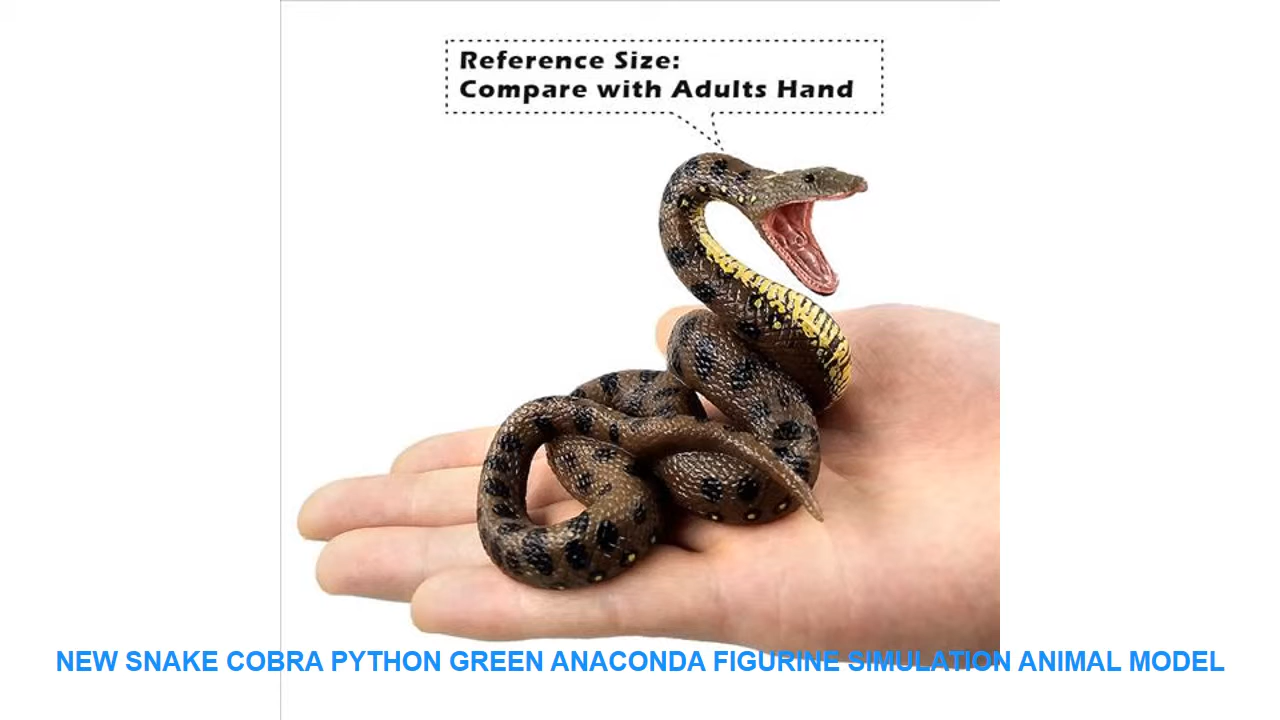 Reference Size:
Compare with Adults Hand
NEW SNAKE COBRA PYTHON GREEN ANACONDA FIGURINE SIMULATION ANIMAL MODEL